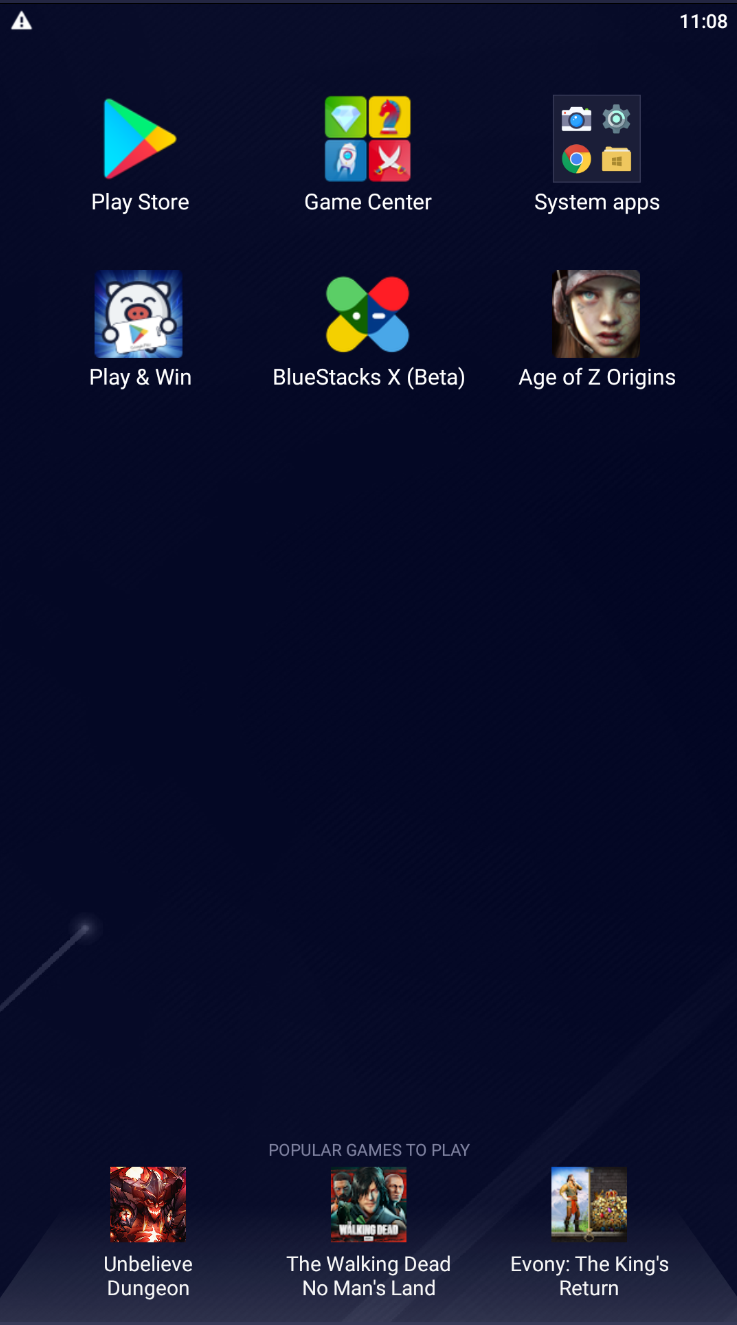 11:08
Play Store
Game Center
System apps
Play & Win
BlueStacks X (Beta)
Age of Z Origins
POPULAR GAMES TO PLAY
THE WALKING DEAD
Unbelieve
Dungeon
The Walking Dead
No Man's Land
Evony: The King's
Return